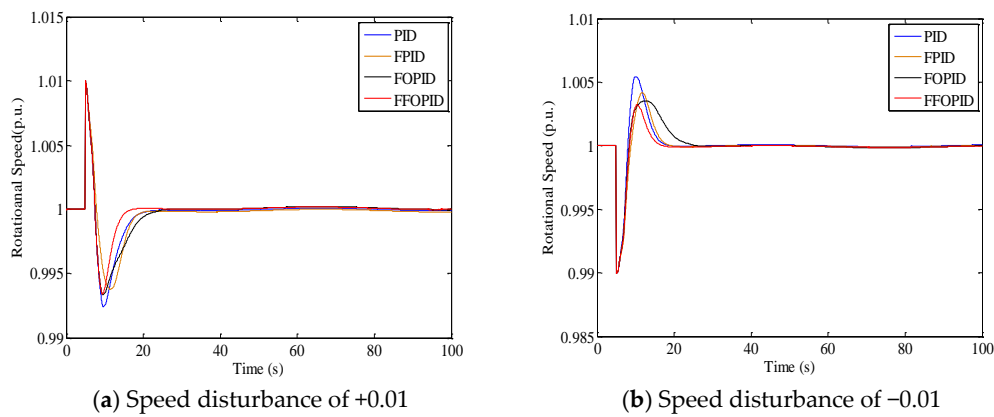 1.015
1.01
1.005
1
0.995
0.99
Rotatioanal Speed(p.u.)
0
20
40
60
80
100
Time (s)
PID
FPID
FOPID
FFOPID
(a) Speed disturbance of +0.01
1.01
1.005
1
0.995
0.99
0.985
Rotational Speed (p.u.)
0
20
40
60
80
100
Time (s)
PID
FPID
FOPID
FFOPID
(b) Speed disturbance of −0.01